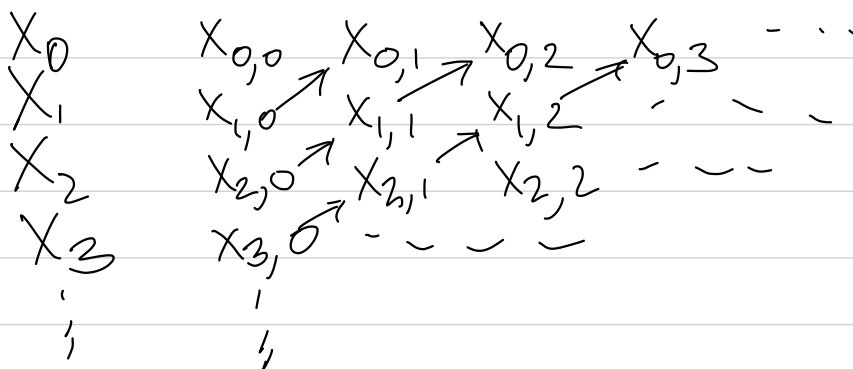 X₀ X₀,₀ X₀,₁ X₀,₂ X₀,₃ - - -
X₁ X₁,₀ X₁,₁ X₁,₂ - - -
X₂ X₂,₀ X₂,₁ X₂,₂ - - -
X₃ X₃,₀ - - - -
⋮ ⋮